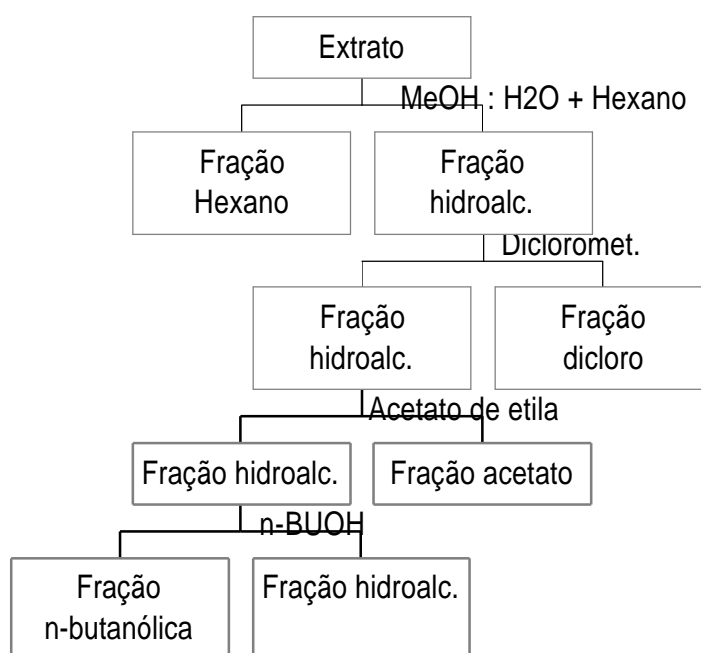 Extrato
MeOH : H2O + Hexano
Fração
Hexano
Fração
hidroalc.
Dicloromet.
Fração
hidroalc.
Fração
dicloro
Acetato de etila
Fração hidroalc.
Fração acetato
n-BUOH
Fração
n-butanólica
Fração hidroalc.